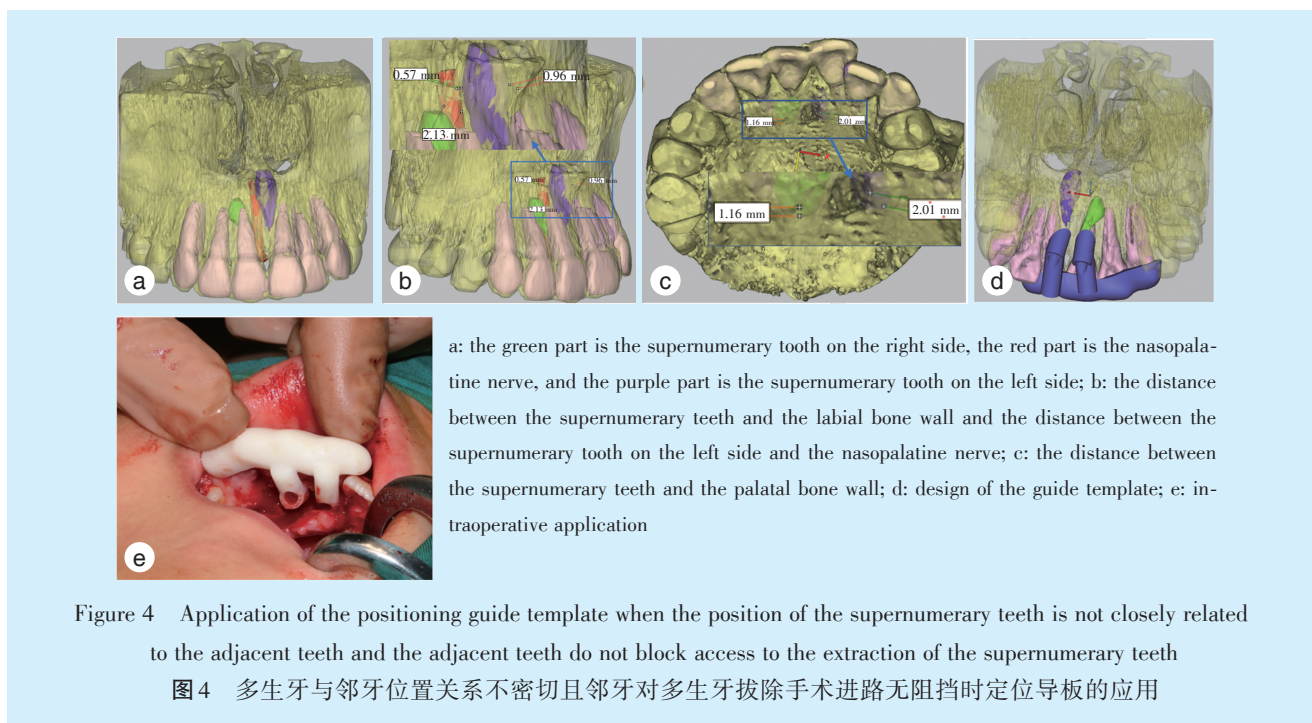 a
0.57 mm
0.96 mm
2.13 mm
0.57 mm
0.96 mm
b
1.16 mm
2.01 mm
1.16 mm
2.01 mm
c
d
e
a: the green part is the supernumerary tooth on the right side, the red part is the nasopala-
tine nerve, and the purple part is the supernumerary tooth on the left side; b: the distance
between the supernumerary teeth and the labial bone wall and the distance between the
supernumerary tooth on the left side and the nasopalatine nerve; c: the distance between
the supernumerary teeth and the palatal bone wall; d: design of the guide template; e: in-
traoperative application
Figure 4 Application of the positioning guide template when the position of the supernumerary teeth is not closely related
to the adjacent teeth and the adjacent teeth do not block access to the extraction of the supernumerary teeth
图4 多生牙与邻牙位置关系不密切且邻牙对多生牙拔除手术进路无阻挡时定位导板的应用